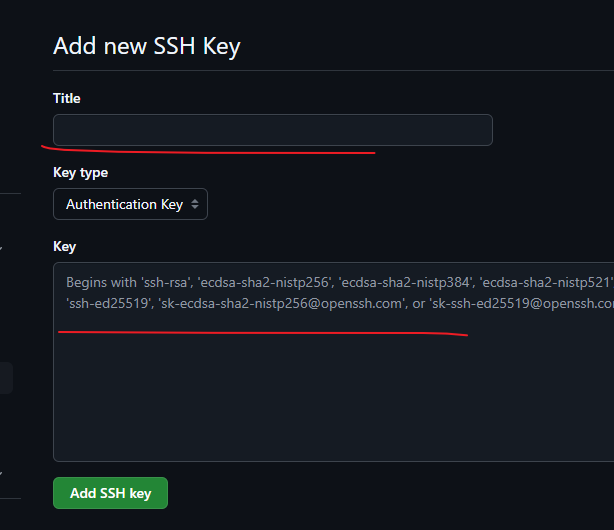 Add new SSH Key
Title
Key type
Authentication Key
Key
Begins with 'ssh-rsa', 'ecdsa-sha2-nistp256', 'ecdsa-sha2-nistp384', 'ecdsa-sha2-nistp521'
'ssh-ed25519', 'sk-ecdsa-sha2-nistp256@openssh.com', or 'sk-ssh-ed25519@openssh.co
Add SSH key